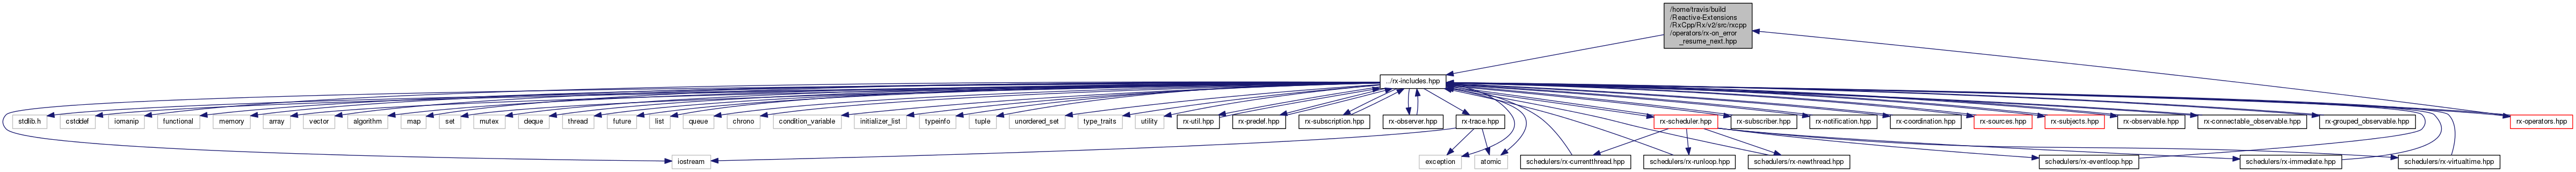 /home/travis/build
/Reactive-Extensions
/RxCpp/Rx/v2/src/rxcpp
/operators/rx-on_error
_resume_next.hpp
../rx-includes.hpp
stdlib.h
cstddef
iomanip
functional
memory
array
vector
algorithm
map
set
mutex
deque
thread
future
list
queue
chrono
condition_variable
initializer_list
typeinfo
tuple
unordered_set
type_traits
utility
rx-util.hpp
rx-predef.hpp
rx-subscription.hpp
rx-observer.hpp
rx-trace.hpp
rx-scheduler.hpp
rx-subscriber.hpp
rx-notification.hpp
rx-coordination.hpp
rx-sources.hpp
rx-subjects.hpp
rx-observable.hpp
rx-connectable_observable.hpp
rx-grouped_observable.hpp
rx-operators.hpp
iostream
exception
atomic
schedulers/rx-currentthread.hpp
schedulers/rx-runloop.hpp
schedulers/rx-newthread.hpp
schedulers/rx-eventloop.hpp
schedulers/rx-immediate.hpp
schedulers/rx-virtualtime.hpp